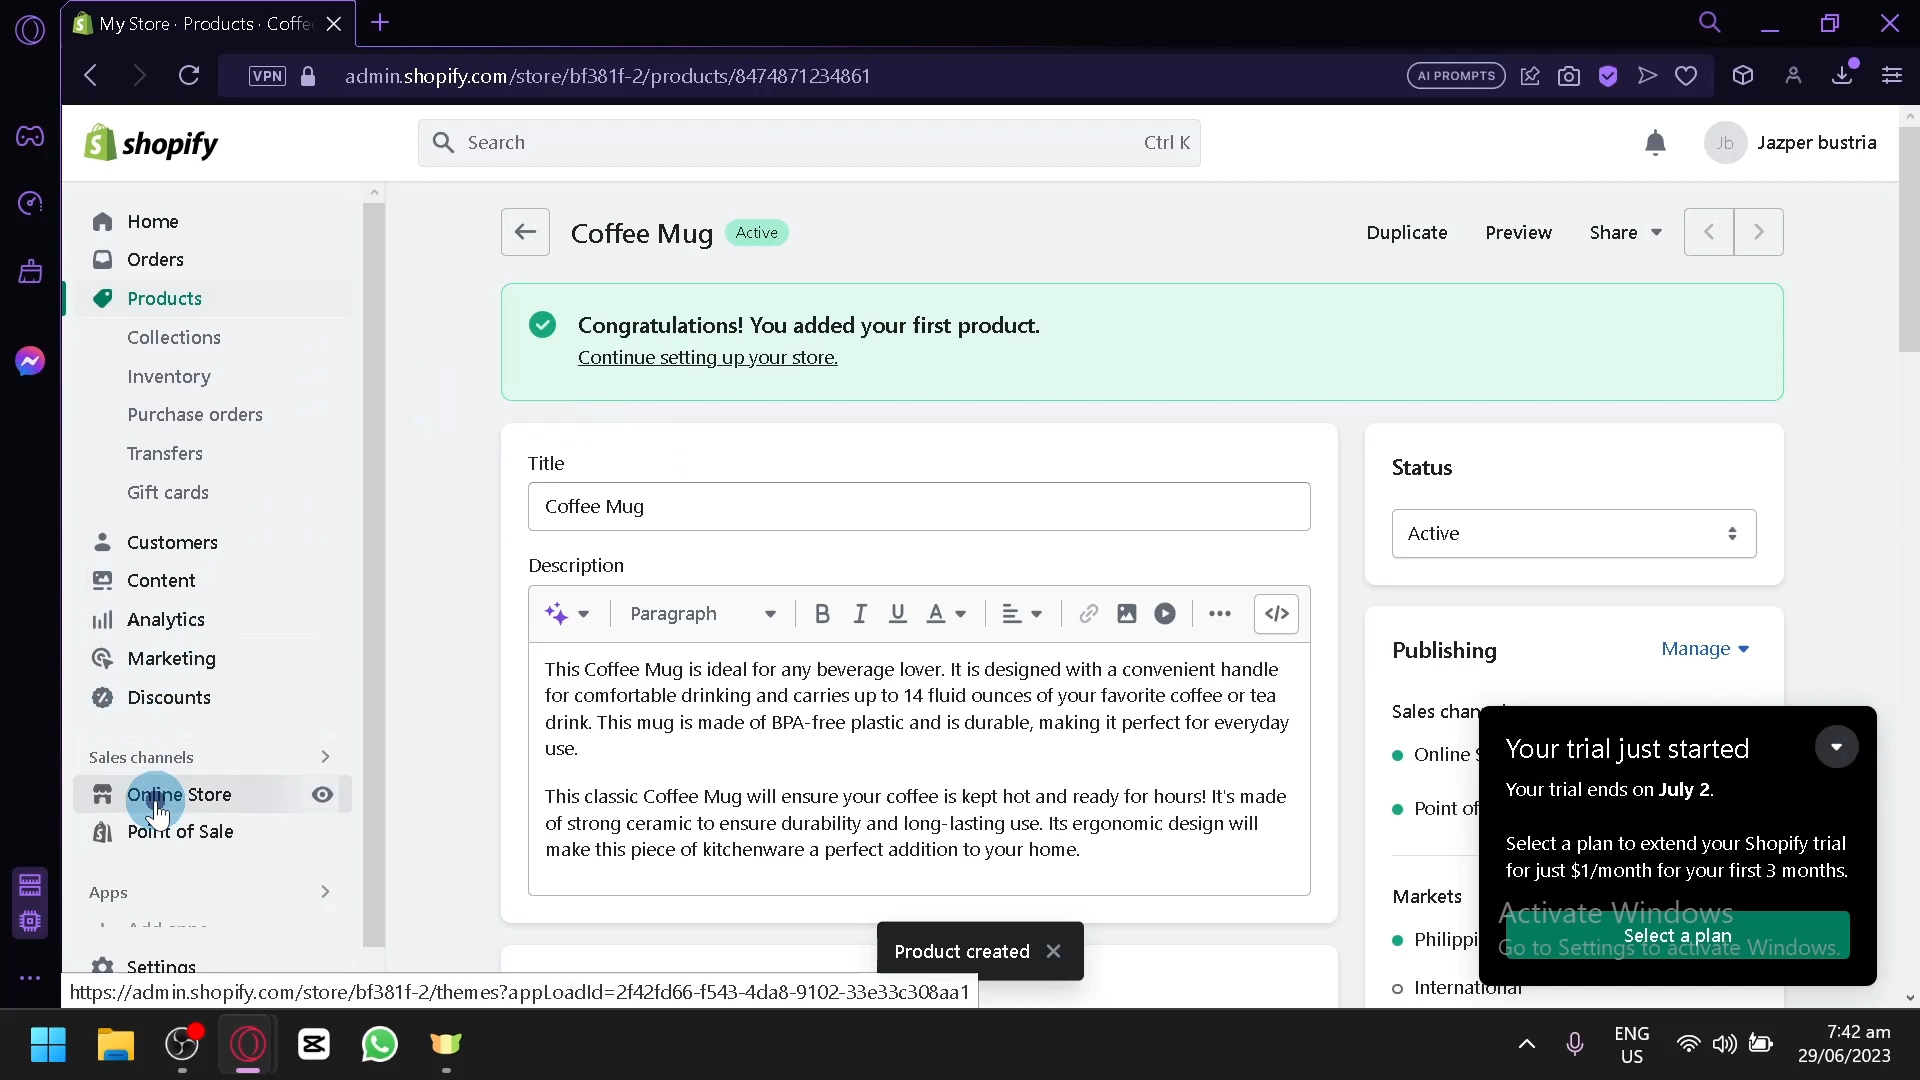 My Store · Products · Coffe
VPN
admin.shopify.com/store/bf381f-2/products/8474871234861
AI PROMPTS
shopify
Search
Ctrl K
Jb
Jazper bustria
Home
Orders
Products
Collections
Inventory
Purchase orders
Transfers
Gift cards
Customers
Content
Analytics
Marketing
Discounts
Sales channels
Online Store
Point of Sale
Apps
Settings
Coffee Mug
Active
Duplicate
Preview
Share
Congratulations! You added your first product.
Continue setting up your store.
Title
Coffee Mug
Description
Paragraph
B I U A
</>
This Coffee Mug is ideal for any beverage lover. It is designed with a convenient handle
for comfortable drinking and carries up to 14 fluid ounces of your favorite coffee or tea
drink. This mug is made of BPA-free plastic and is durable, making it perfect for everyday
use.
This classic Coffee Mug will ensure your coffee is kept hot and ready for hours! It's made
of strong ceramic to ensure durability and long-lasting use. Its ergonomic design will
make this piece of kitchenware a perfect addition to your home.
Status
Active
Publishing
Manage
Sales chan
Online S
Point of
Markets
Philippi
International
Your trial just started
Your trial ends on July 2.
Select a plan to extend your Shopify trial
for just $1/month for your first 3 months.
Select a plan
Activate Windows
Go to Settings to activate Windows.
Product created
https://admin.shopify.com/store/bf381f-2/themes?appLoadId=2f42fd66-f543-4da8-9102-33e33c308aa1
ENG
US
7:42 am
29/06/2023